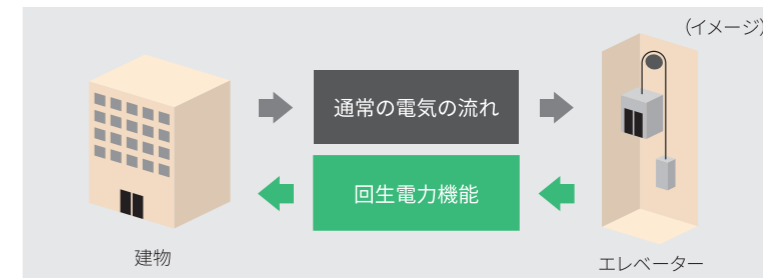 (イメージ)
通常の電気の流れ
回生電力機能
建物
エレベーター